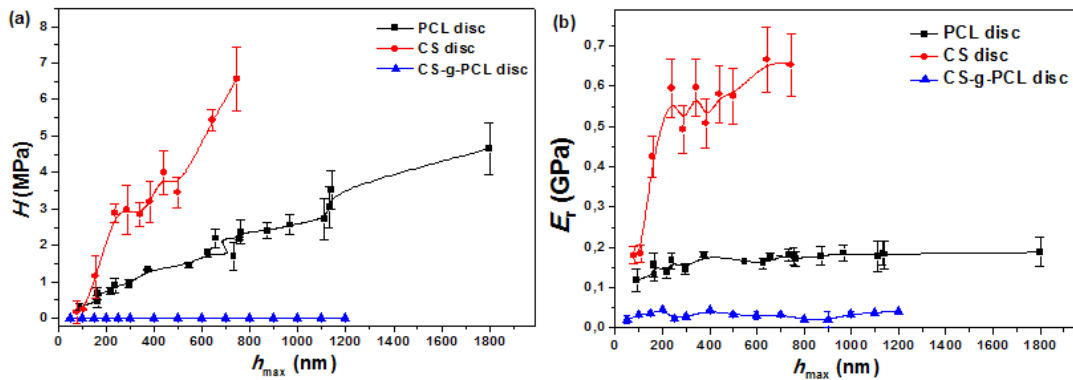 (a)
PCL disc
CS disc
CS-g-PCL disc
H (MPa)
8
7
6
5
4
3
2
1
0
0 200 400 600 800 1000 1200 1400 1600 1800
hmax (nm)
(b)
PCL disc
CS disc
CS-g-PCL disc
Er (GPa)
0,7
0,6
0,5
0,4
0,3
0,2
0,1
0,0
0 200 400 600 800 1000 1200 1400 1600 1800
hmax (nm)